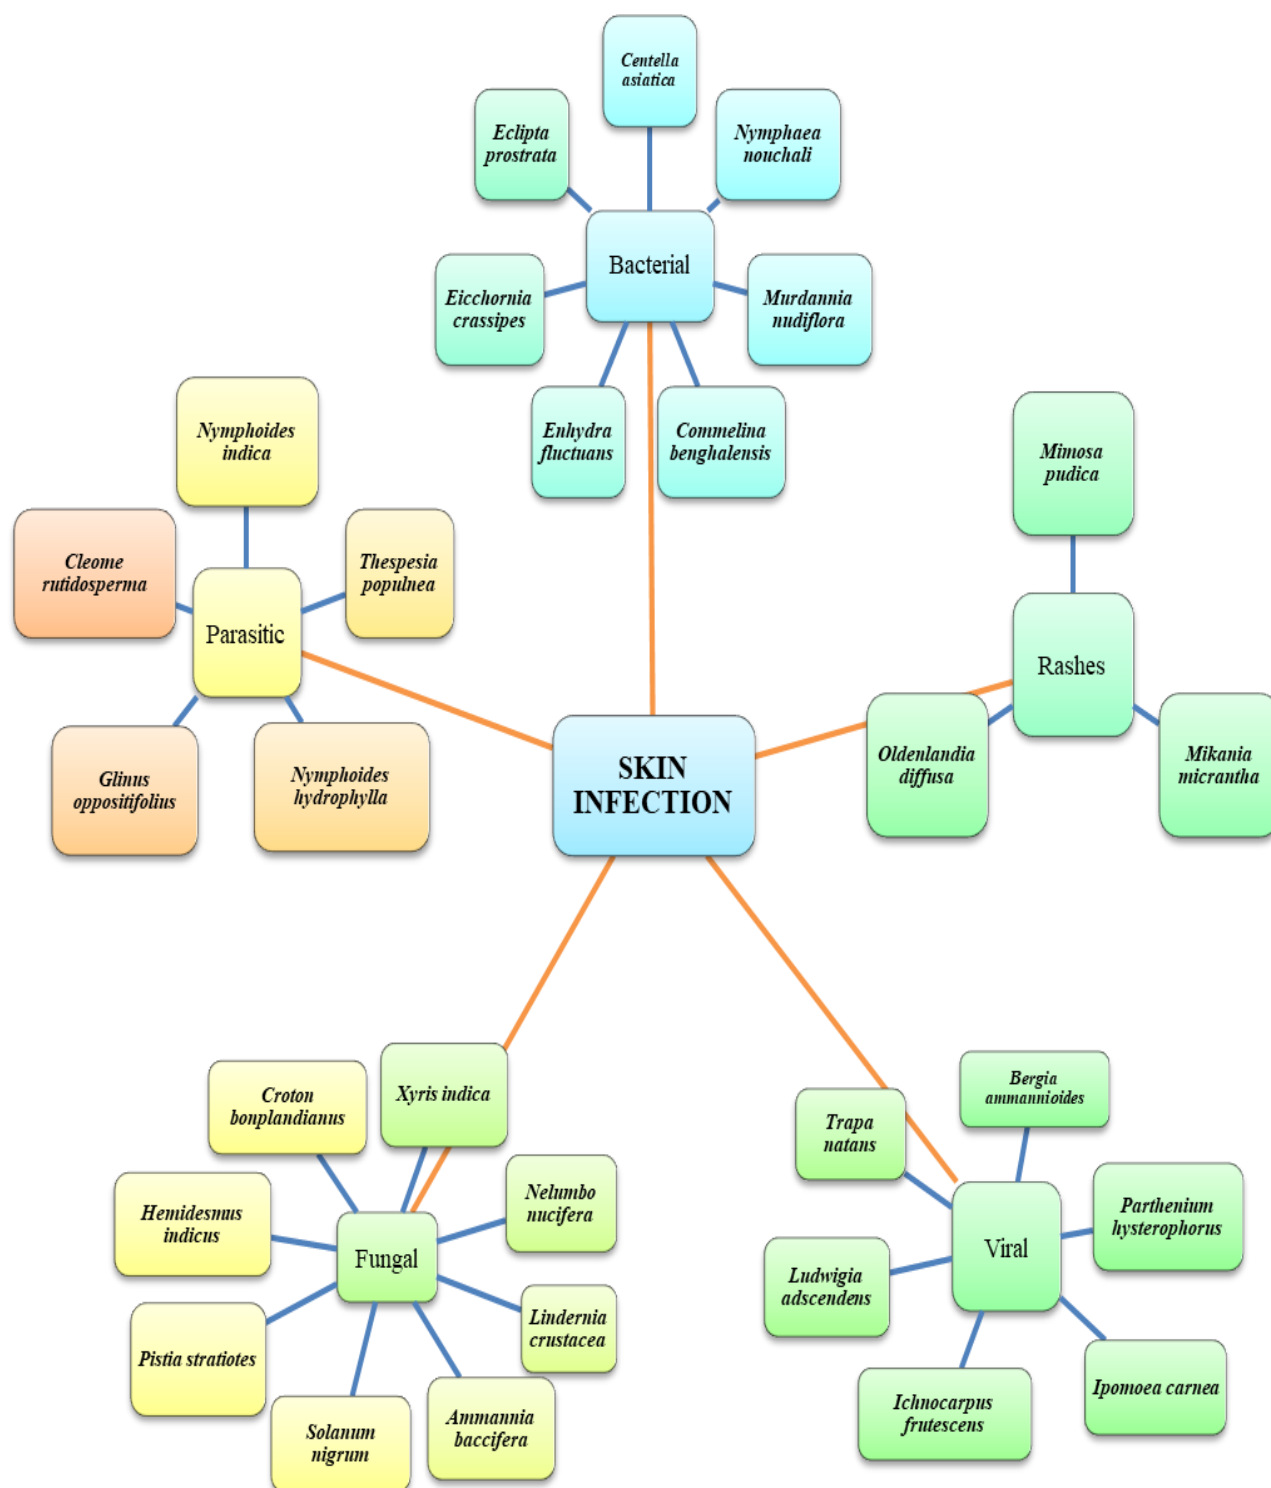 Centella
asiatica
Eclipta
prostrata
Nymphaea
nouchali
Bacterial
Eicchornia
crassipes
Murdannia
nudiflora
Enhydra
fluctuans
Commelina
benghalensis
Nymphoides
indica
Cleome
rutidosperma
Thespesia
populnea
Parasitic
Glinus
oppositifolius
Nymphoides
hydrophylla
Mimosa
pudica
Rashes
Oldenlandia
diffusa
Mikania
micrantha
SKIN
INFECTION
Croton
bonplandianus
Xyris indica
Hemidesmus
indicus
Nelumbo
nucifera
Fungal
Pistia stratiotes
Lindernia
crustacea
Solanum
nigrum
Ammannia
baccifera
Bergia
ammannioides
Trapa
natans
Parthenium
hysterophorus
Viral
Ludwigia
adscendens
Ichnocarpus
frutescens
Ipomoea carnea